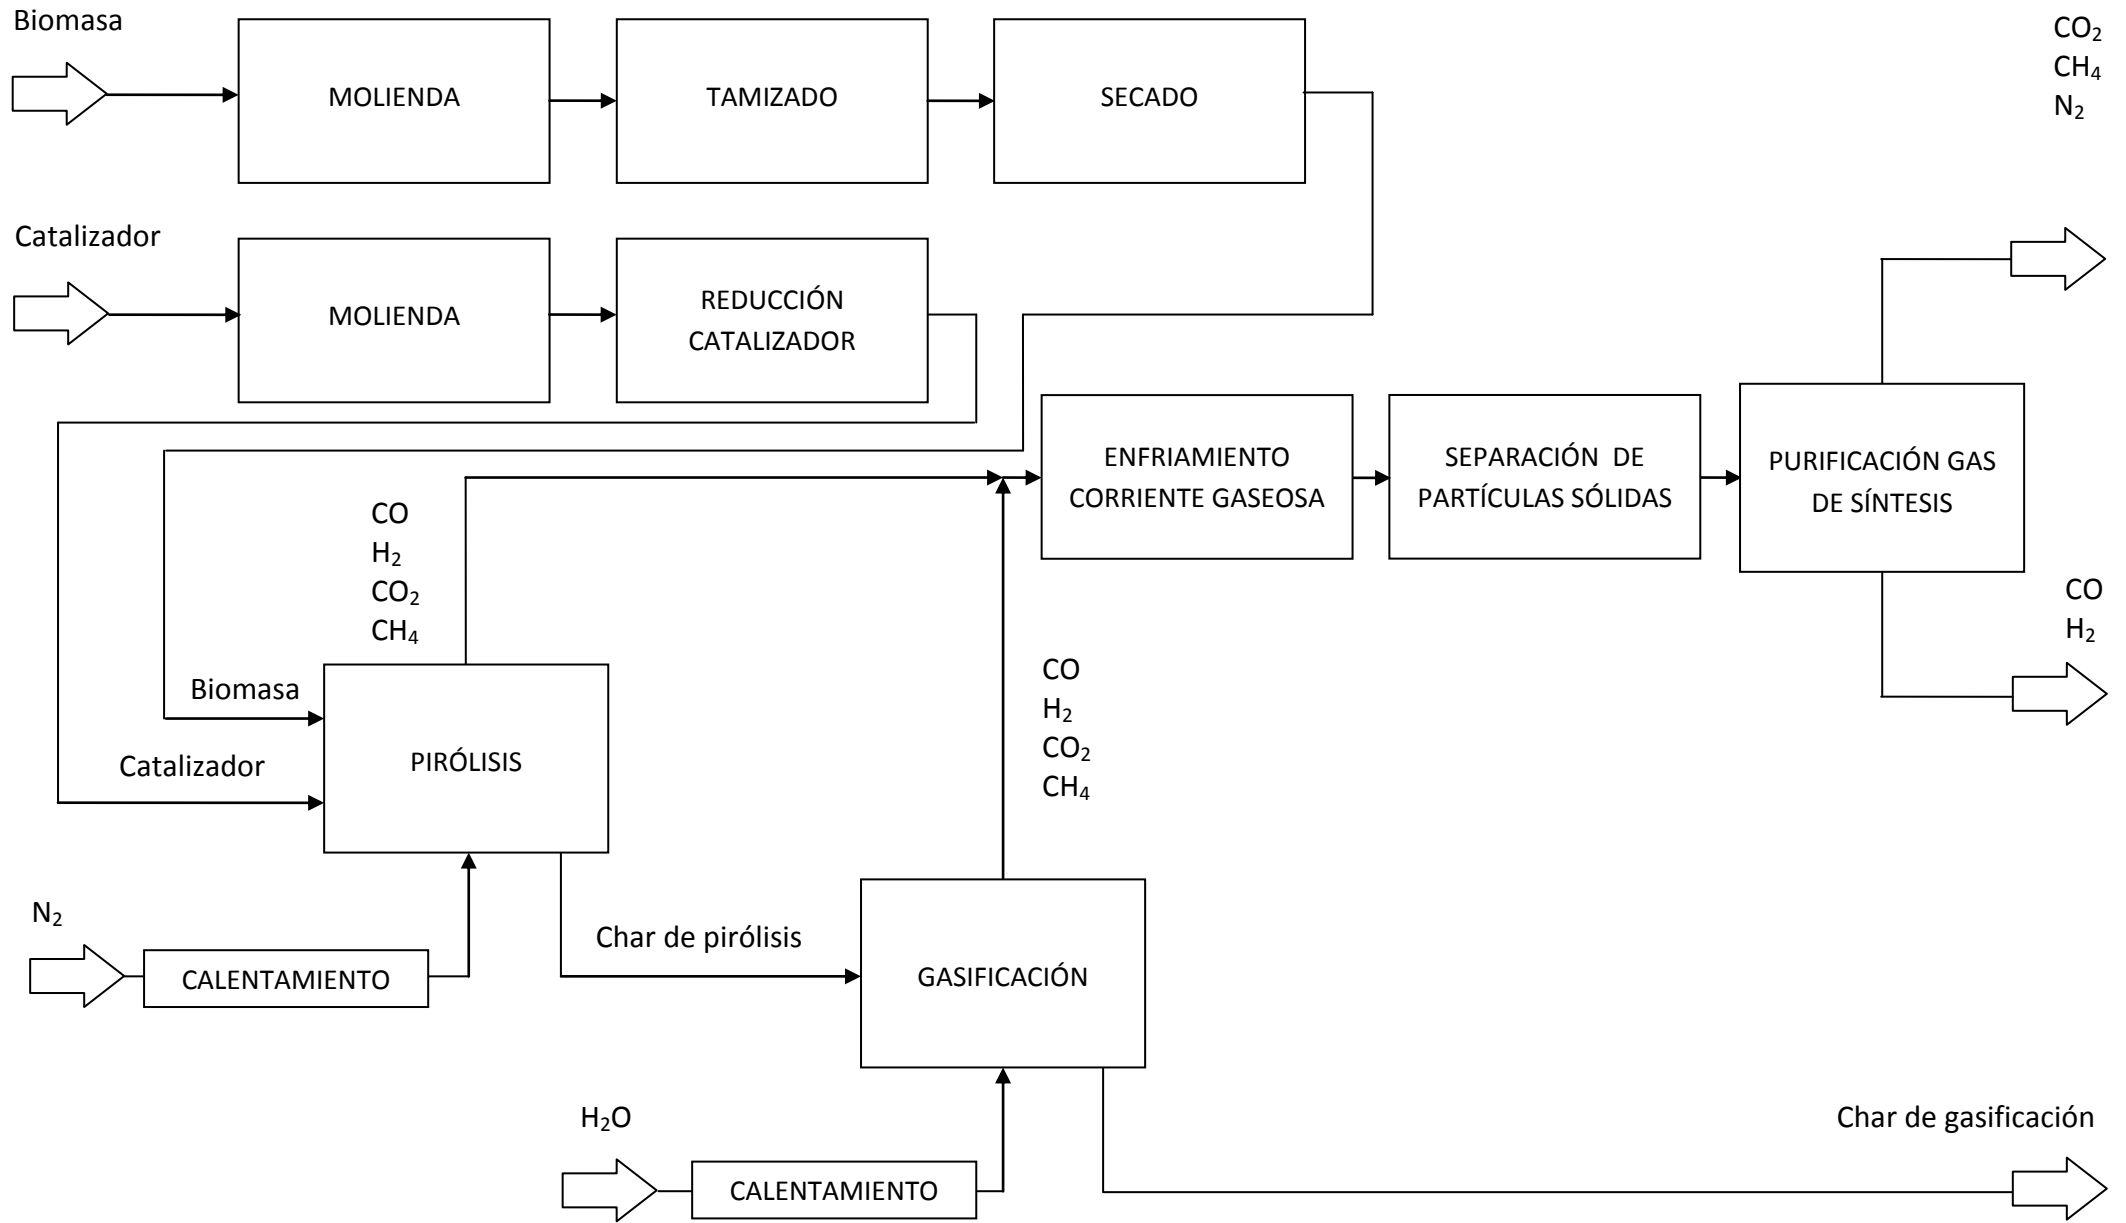 Biomasa
MOLIENDA
TAMIZADO
SECADO
CO₂
CH₄
N₂
Catalizador
MOLIENDA
REDUCCIÓN
CATALIZADOR
ENFRIAMIENTO
CORRIENTE GASEOSA
SEPARACIÓN DE
PARTÍCULAS SÓLIDAS
PURIFICACIÓN GAS
DE SÍNTESIS
CO
H₂
CO₂
CH₄
CO
H₂
Biomasa
Catalizador
PIRÓLISIS
CO
H₂
CO₂
CH₄
N₂
CALENTAMIENTO
Char de pirólisis
GASIFICACIÓN
H₂O
CALENTAMIENTO
Char de gasificación